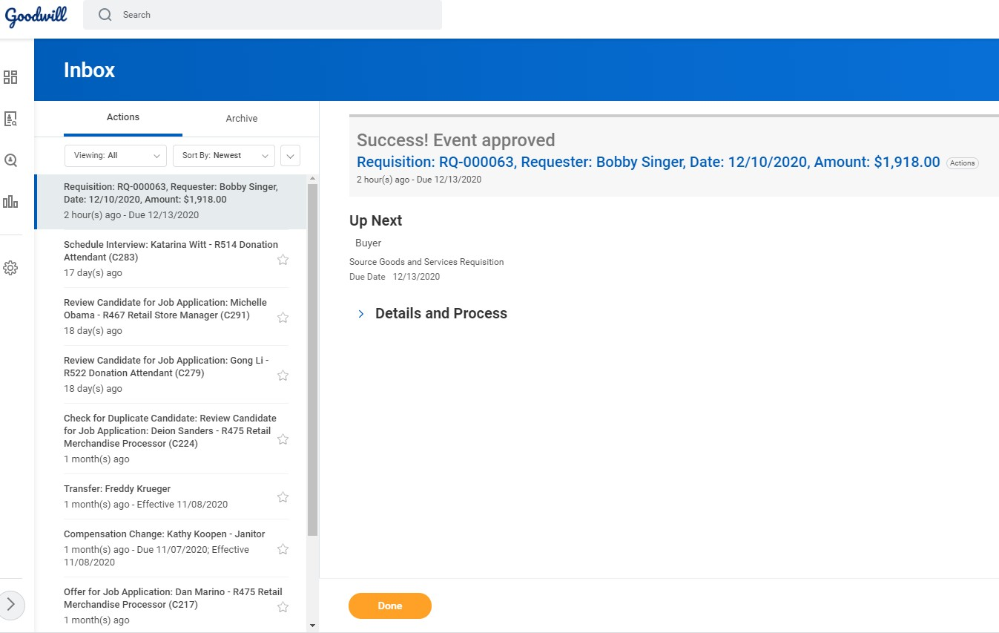 Goodwill
Search
Inbox
Actions
Archive
Viewing: All
Sort By: Newest
Requisition: RQ-000063, Requester: Bobby Singer,
Date: 12/10/2020, Amount: $1,918.00
2 hour(s) ago - Due 12/13/2020
Schedule Interview: Katarina Witt - R514 Donation
Attendant (C283)
17 day(s) ago
Review Candidate for Job Application: Michelle
Obama - R467 Retail Store Manager (C291)
18 day(s) ago
Review Candidate for Job Application: Gong Li -
R522 Donation Attendant (C279)
18 day(s) ago
Check for Duplicate Candidate: Review Candidate
for Job Application: Deion Sanders - R475 Retail
Merchandise Processor (C224)
1 month(s) ago
Transfer: Freddy Krueger
1 month(s) ago - Effective 11/08/2020
Compensation Change: Kathy Koopen - Janitor
1 month(s) ago - Due 11/07/2020; Effective
11/08/2020
Offer for Job Application: Dan Marino - R475 Retail
Merchandise Processor (C217)
1 month(s) ago
Success! Event approved
Requisition: RQ-000063, Requester: Bobby Singer, Date: 12/10/2020, Amount: $1,918.00 Actions
2 hour(s) ago - Due 12/13/2020
Up Next
Buyer
Source Goods and Services Requisition
Due Date 12/13/2020
Details and Process
Done